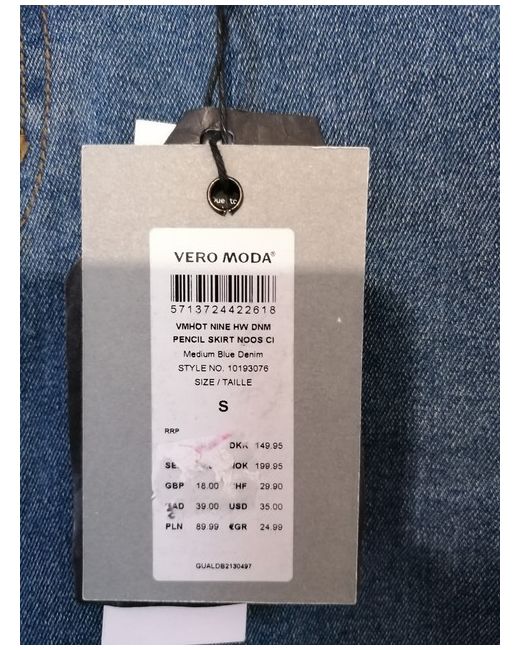 VERO MODA®
5713724422618
VMHOT NINE HW DNM
PENCIL SKIRT NOOS CI
Medium Blue Denim
STYLE NO. 10193076
SIZE / TAILLE
S
RRP
DKK 149.95
199.95
GBP 18.00 29.90
39.00 USD 35.00
PLN 89.99 €GR 24.99
GUALDB2130497